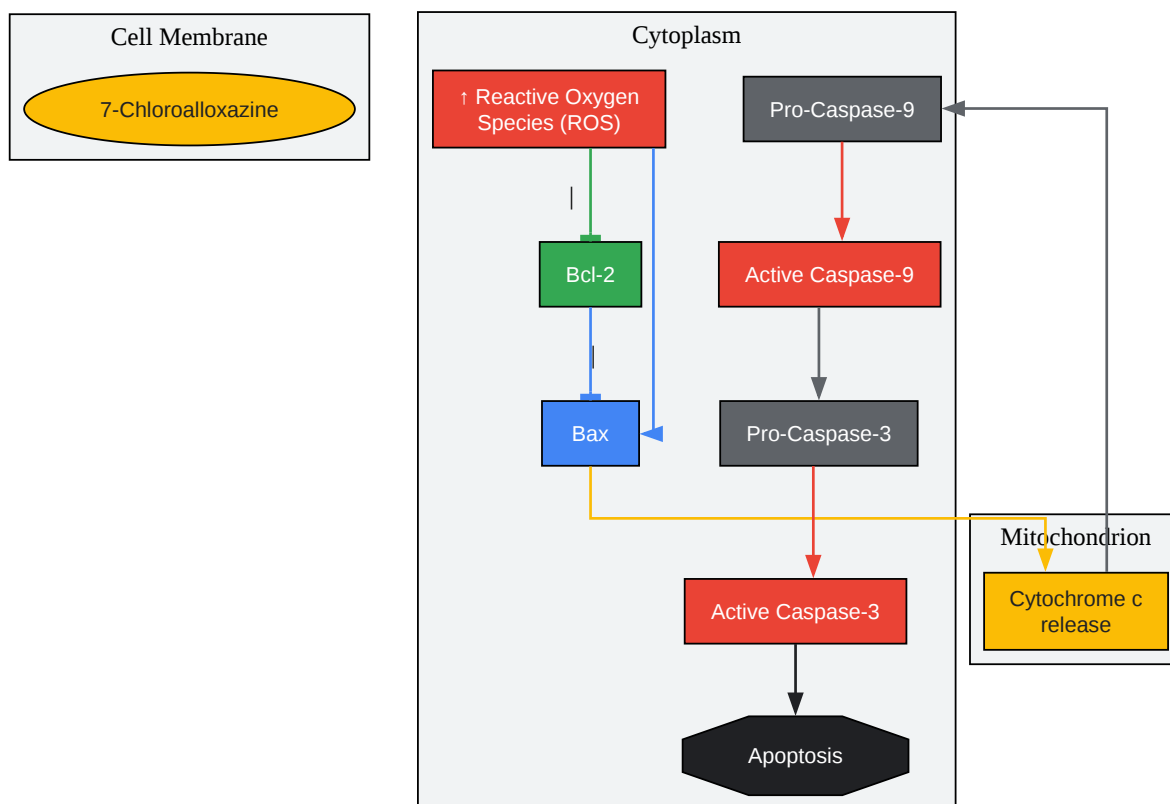 Cell Membrane
7-Chloroalloxazine
Cytoplasm
↑ Reactive Oxygen
Species (ROS)
|
Bcl-2
|
Bax
Pro-Caspase-9
Active Caspase-9
Pro-Caspase-3
Active Caspase-3
Apoptosis
Mitochondrion
Cytochrome c
release